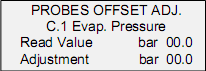 PROBES OFFSET ADJ.
C.1 Evap. Pressure
Read Value bar 00.0
Adjustment bar 00.0